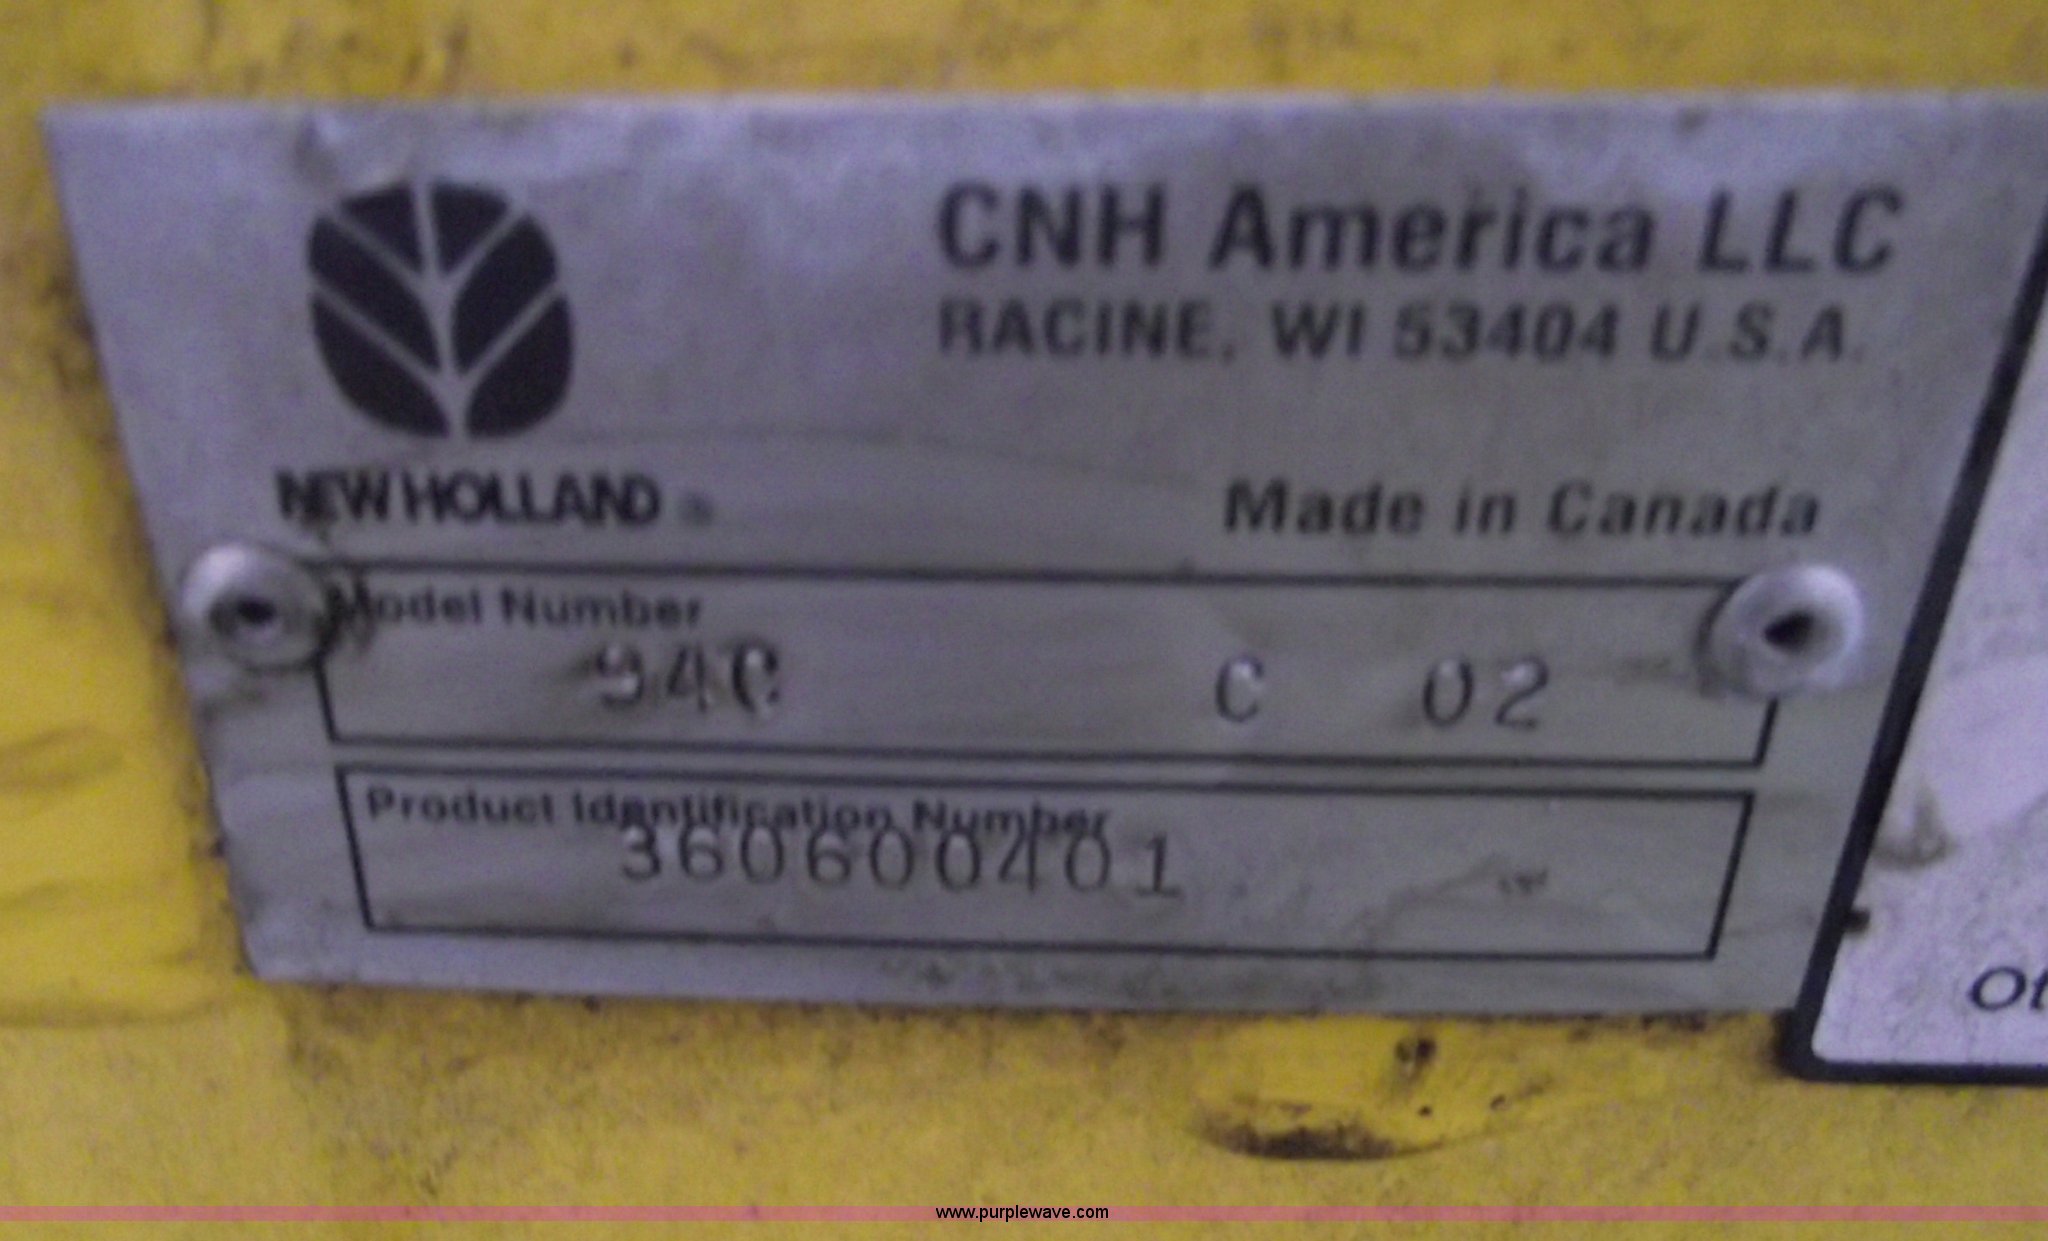 CNH America LLC
RACINE, WI 53404 U.S.A.
NEW HOLLAND
Made in Canada
Model Number
94C C 02
Product Identification Number
360600401
Of
www.purplewave.com